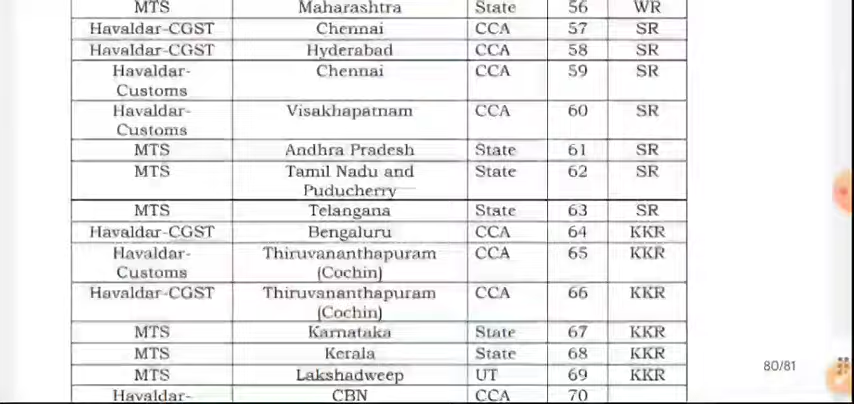 MTS Maharashtra State 56 WR
Havaldar-CGST Chennai CCA 57 SR
Havaldar-CGST Hyderabad CCA 58 SR
Havaldar- Chennai CCA 59 SR
Customs
Havaldar- Visakhapatnam CCA 60 SR
Customs
MTS Andhra Pradesh State 61 SR
MTS Tamil Nadu and State 62 SR
Puducherry
MTS Telangana State 63 SR
Havaldar-CGST Bengaluru CCA 64 KKR
Havaldar- Thiruvananthapuram CCA 65 KKR
Customs (Cochin)
Havaldar-CGST Thiruvananthapuram CCA 66 KKR
(Cochin)
MTS Karnataka State 67 KKR
MTS Kerala State 68 KKR
80/81
MTS Lakshadweep UT 69 KKR
Havaldar- CBN CCA 70